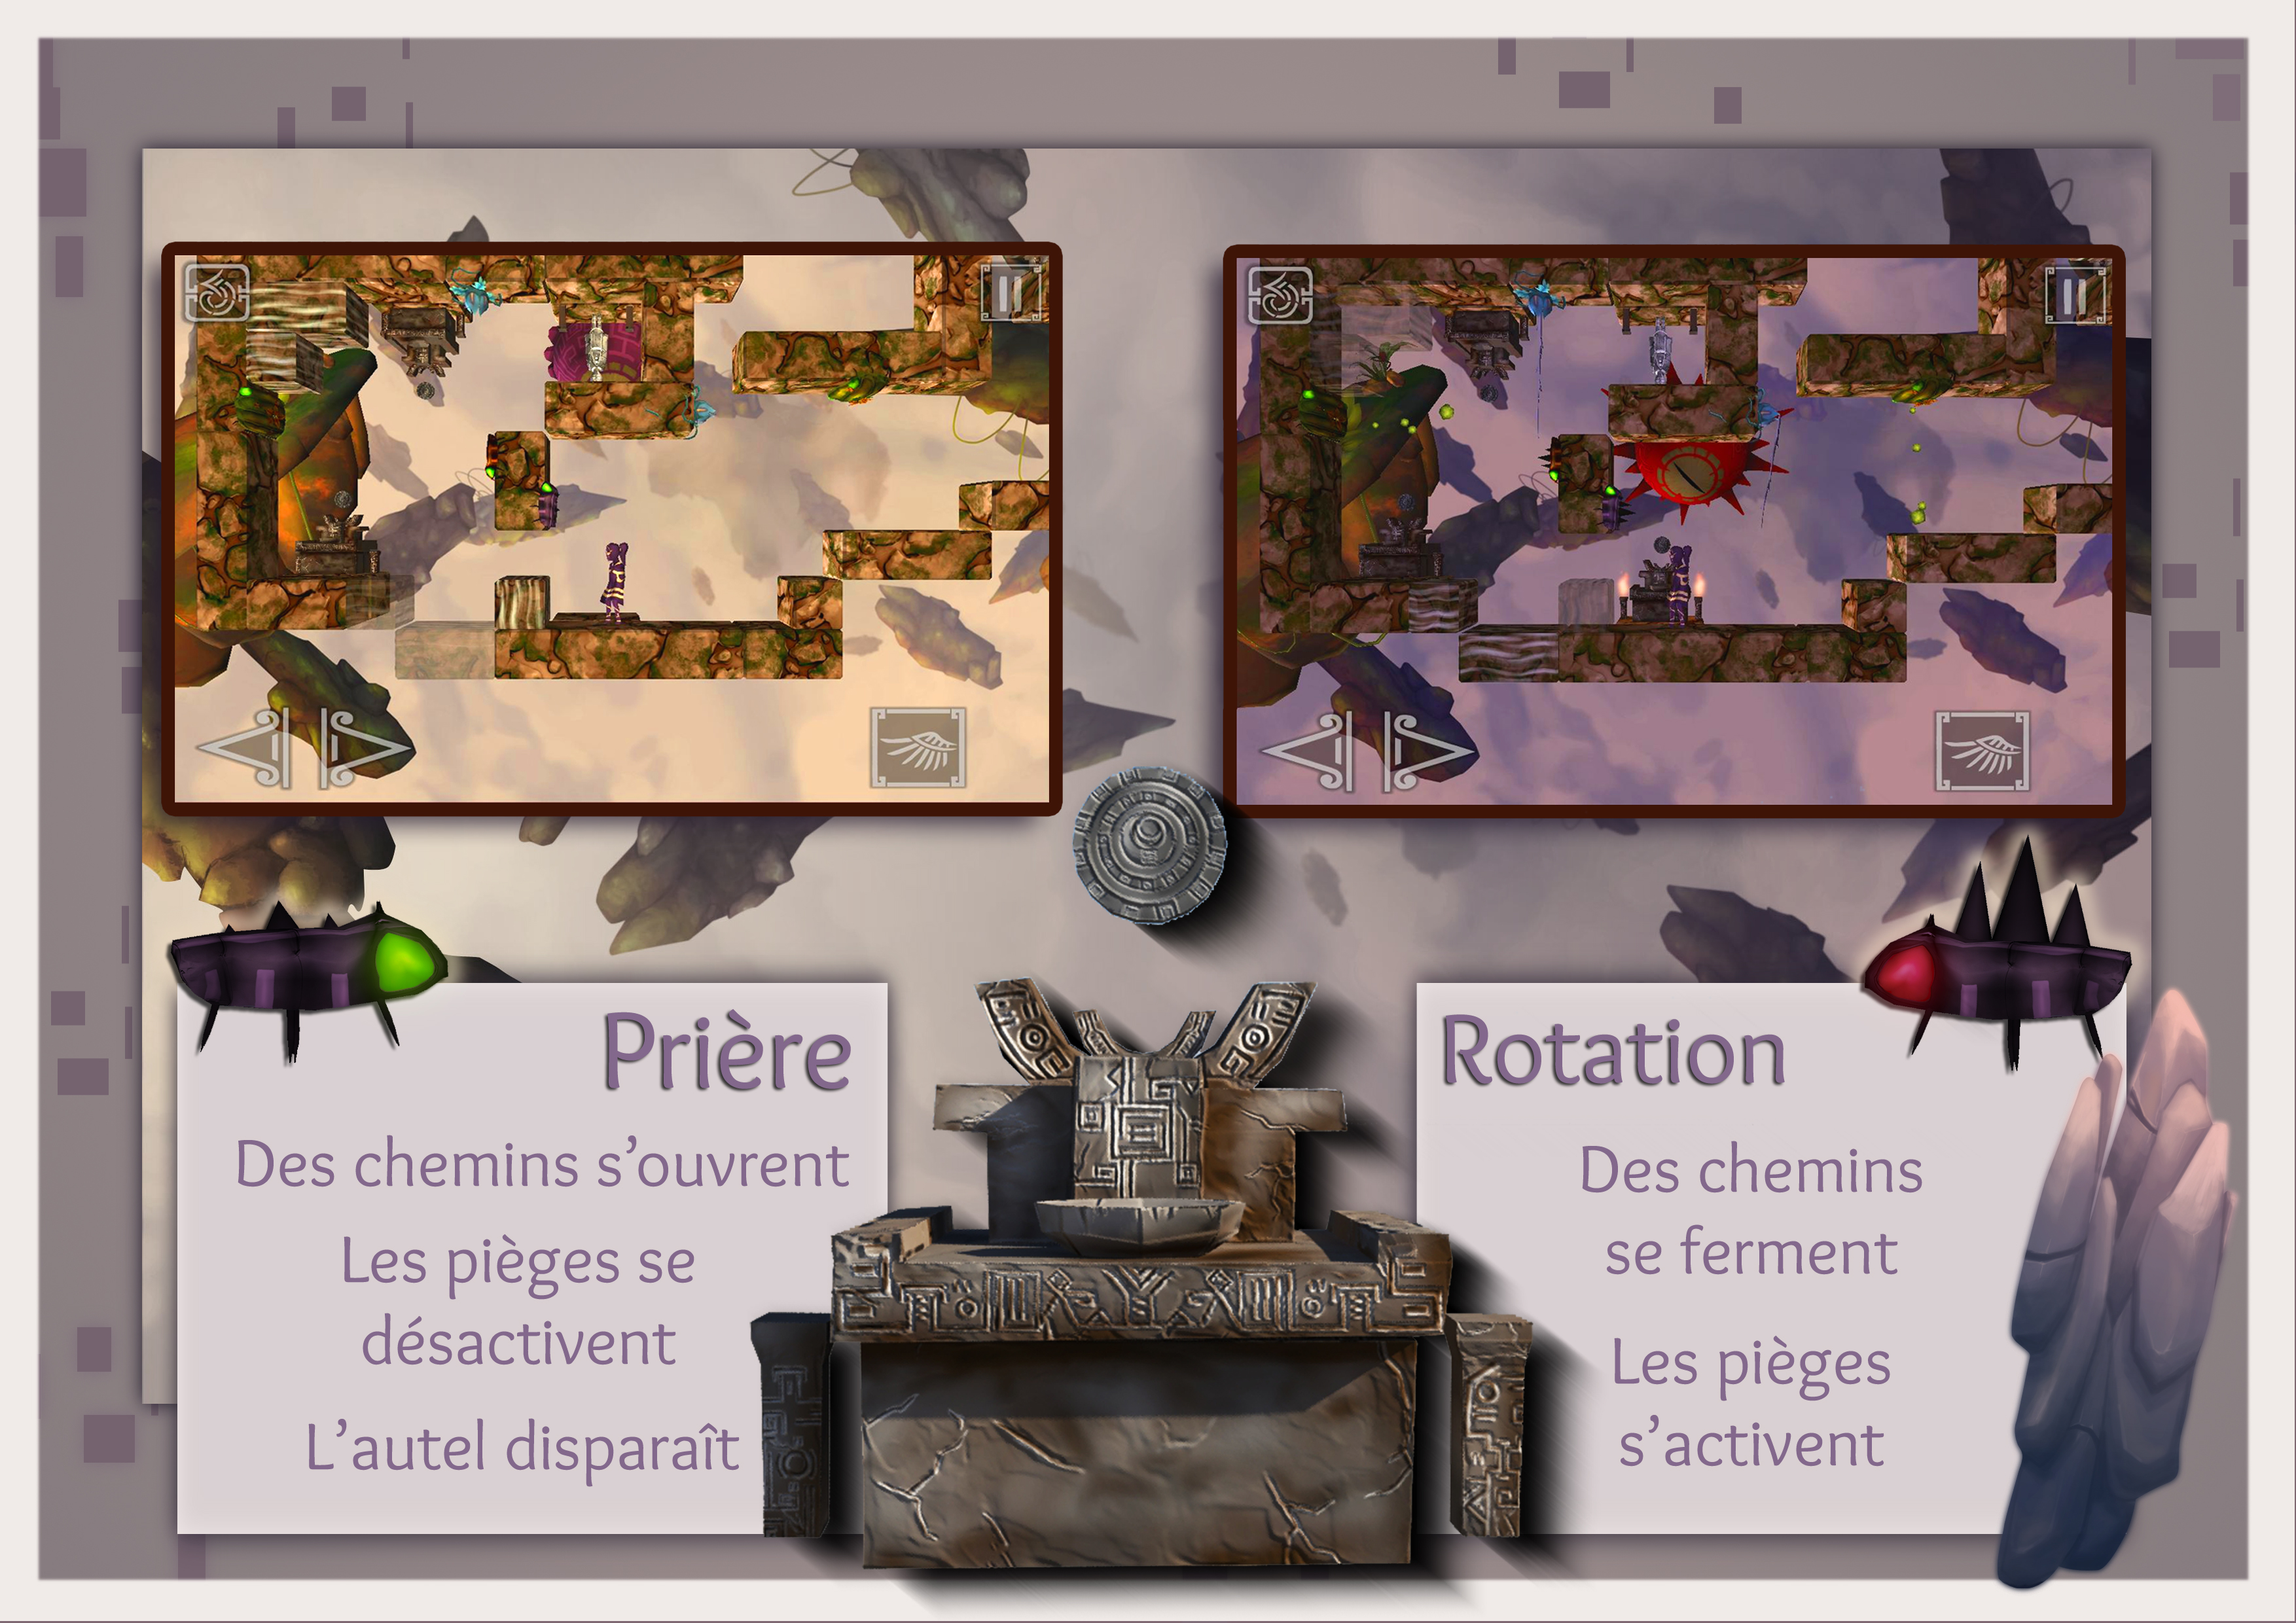 Prière
Des chemins s’ouvrent
Les pièges se
désactivent
L’autel disparaît
Rotation
Des chemins
se ferment
Les pièges
s’activent